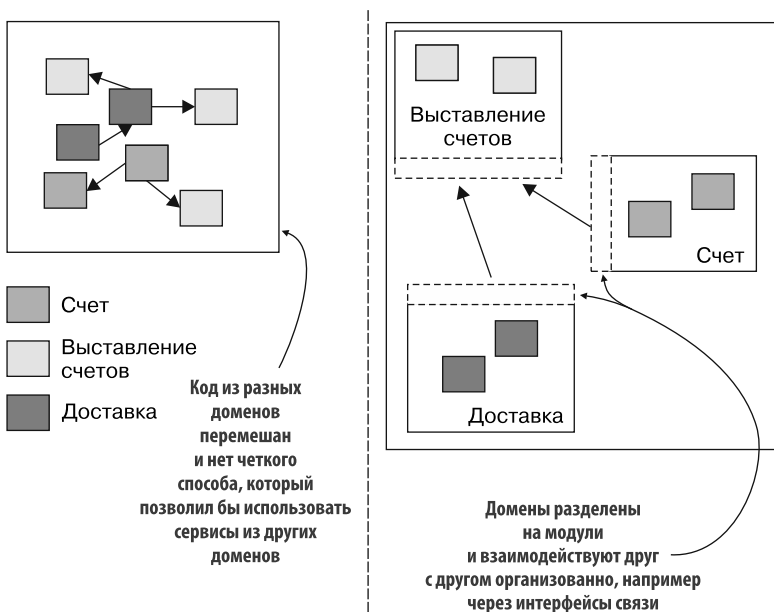 Счет
Выставление
счетов
Доставка
Код из разных
доменов
перемешан
и нет четкого
способа, который
позволил бы использовать
сервисы из других
доменов
Выставление
счетов
Счет
Доставка
Домены разделены
на модули
и взаимодействуют друг
с другом организованно, например
через интерфейсы связи